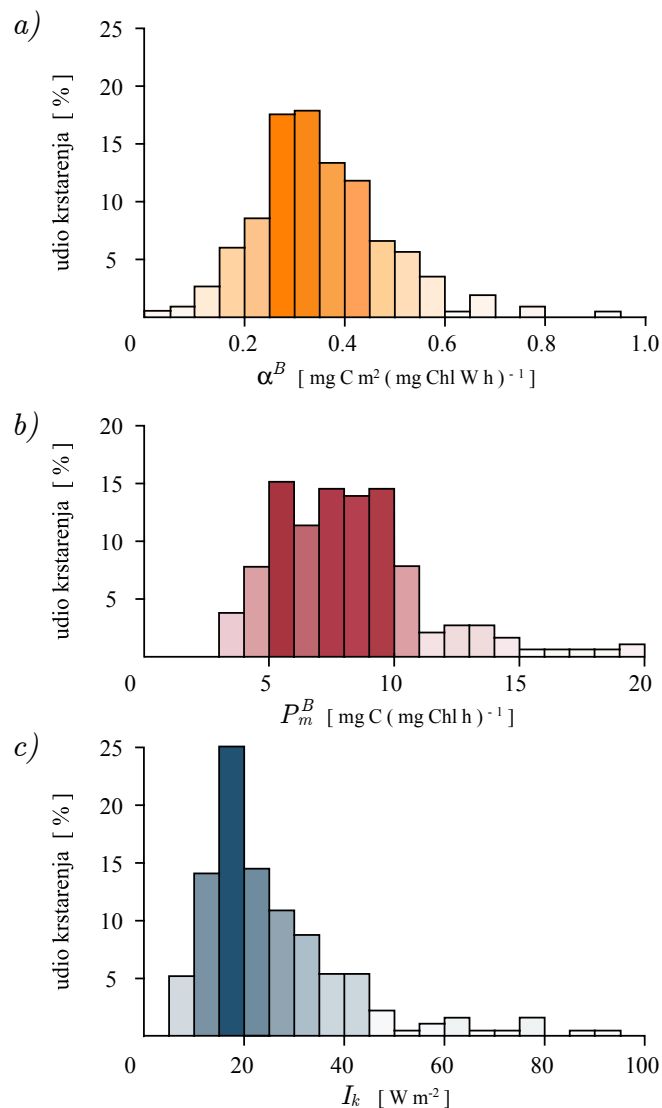 a)
udio krstarenja [ % ]
25
20
15
10
5
0 0.2 0.4 0.6 0.8 1.0
α^B [ mg C m² ( mg Chl W h ) ⁻¹ ]
b)
udio krstarenja [ % ]
20
15
10
5
0 5 10 15 20
P_m^B [ mg C ( mg Chl h ) ⁻¹ ]
c)
udio krstarenja [ % ]
25
20
15
10
5
0 20 40 60 80 100
I_k [ W m⁻² ]